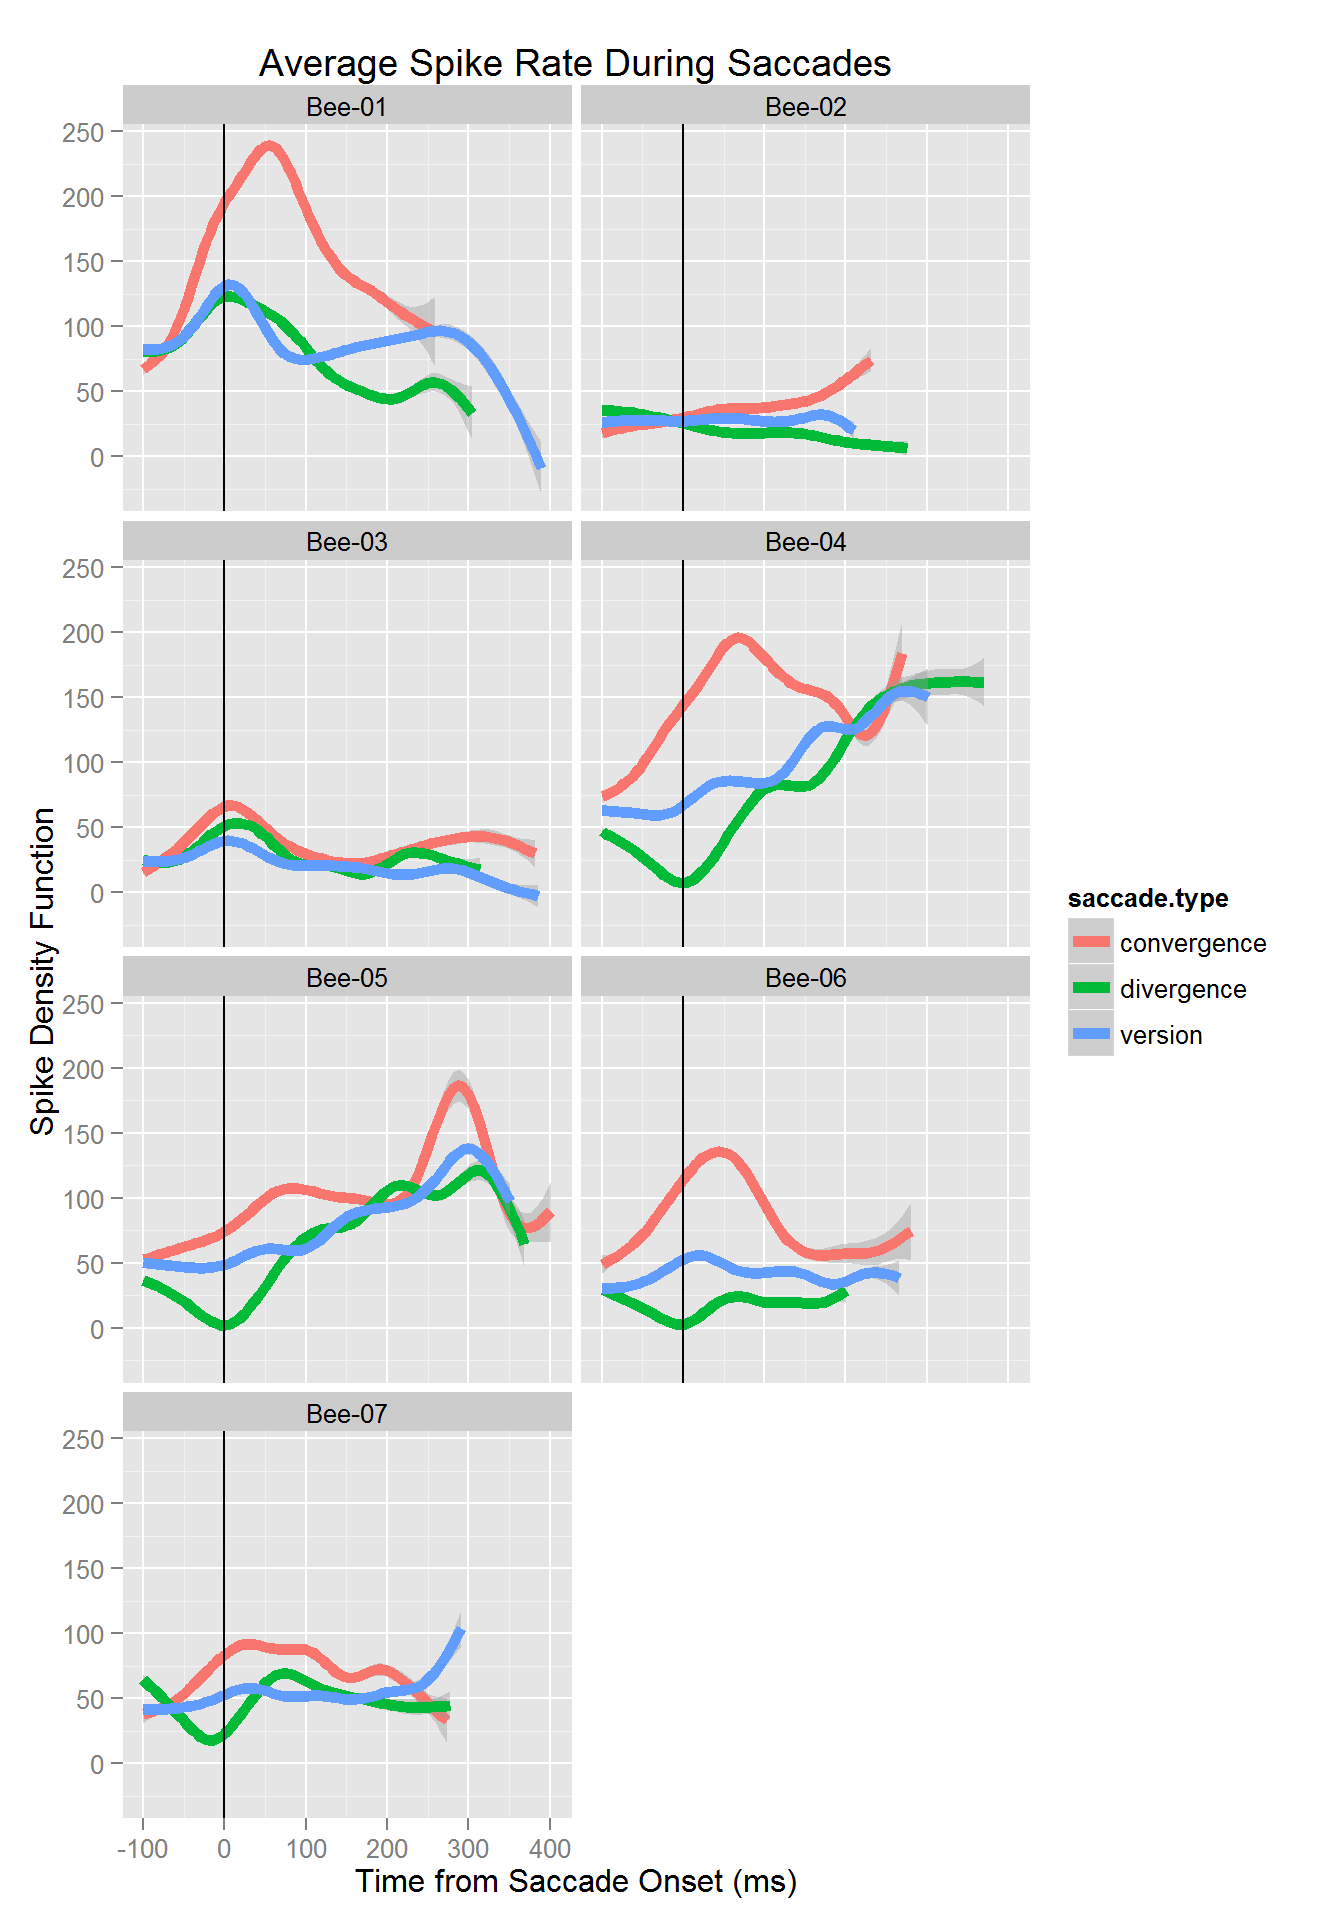 Average Spike Rate During Saccades
Bee-01
Bee-02
250
200
150
100
50
0
Bee-03
Bee-04
250
200
150
100
50
0
Spike Density Function
saccade.type
convergence
divergence
version
Bee-05
Bee-06
250
200
150
100
50
0
Bee-07
250
200
150
100
50
0
-100 0 100 200 300 400
Time from Saccade Onset (ms)